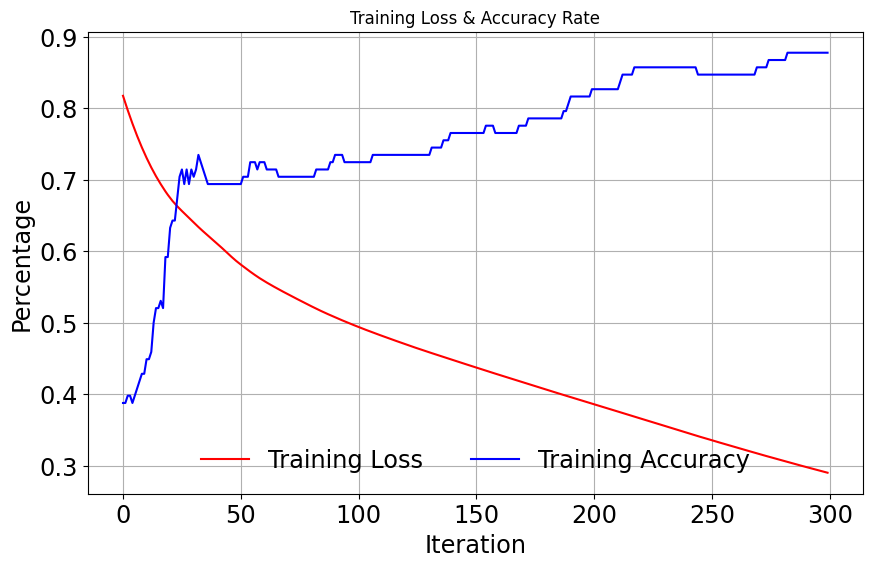 Training Loss & Accuracy Rate
0.9
0.8
0.7
0.6
0.5
0.4
0.3
Percentage
Training Loss Training Accuracy
0 50 100 150 200 250 300
Iteration